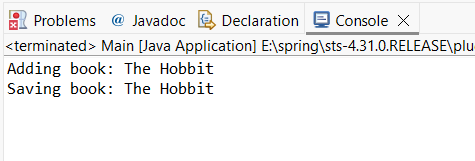 Problems @ Javadoc Declaration Console
<terminated> Main [Java Application] E:\spring\sts-4.31.0.RELEASE\plu
Adding book: The Hobbit
Saving book: The Hobbit